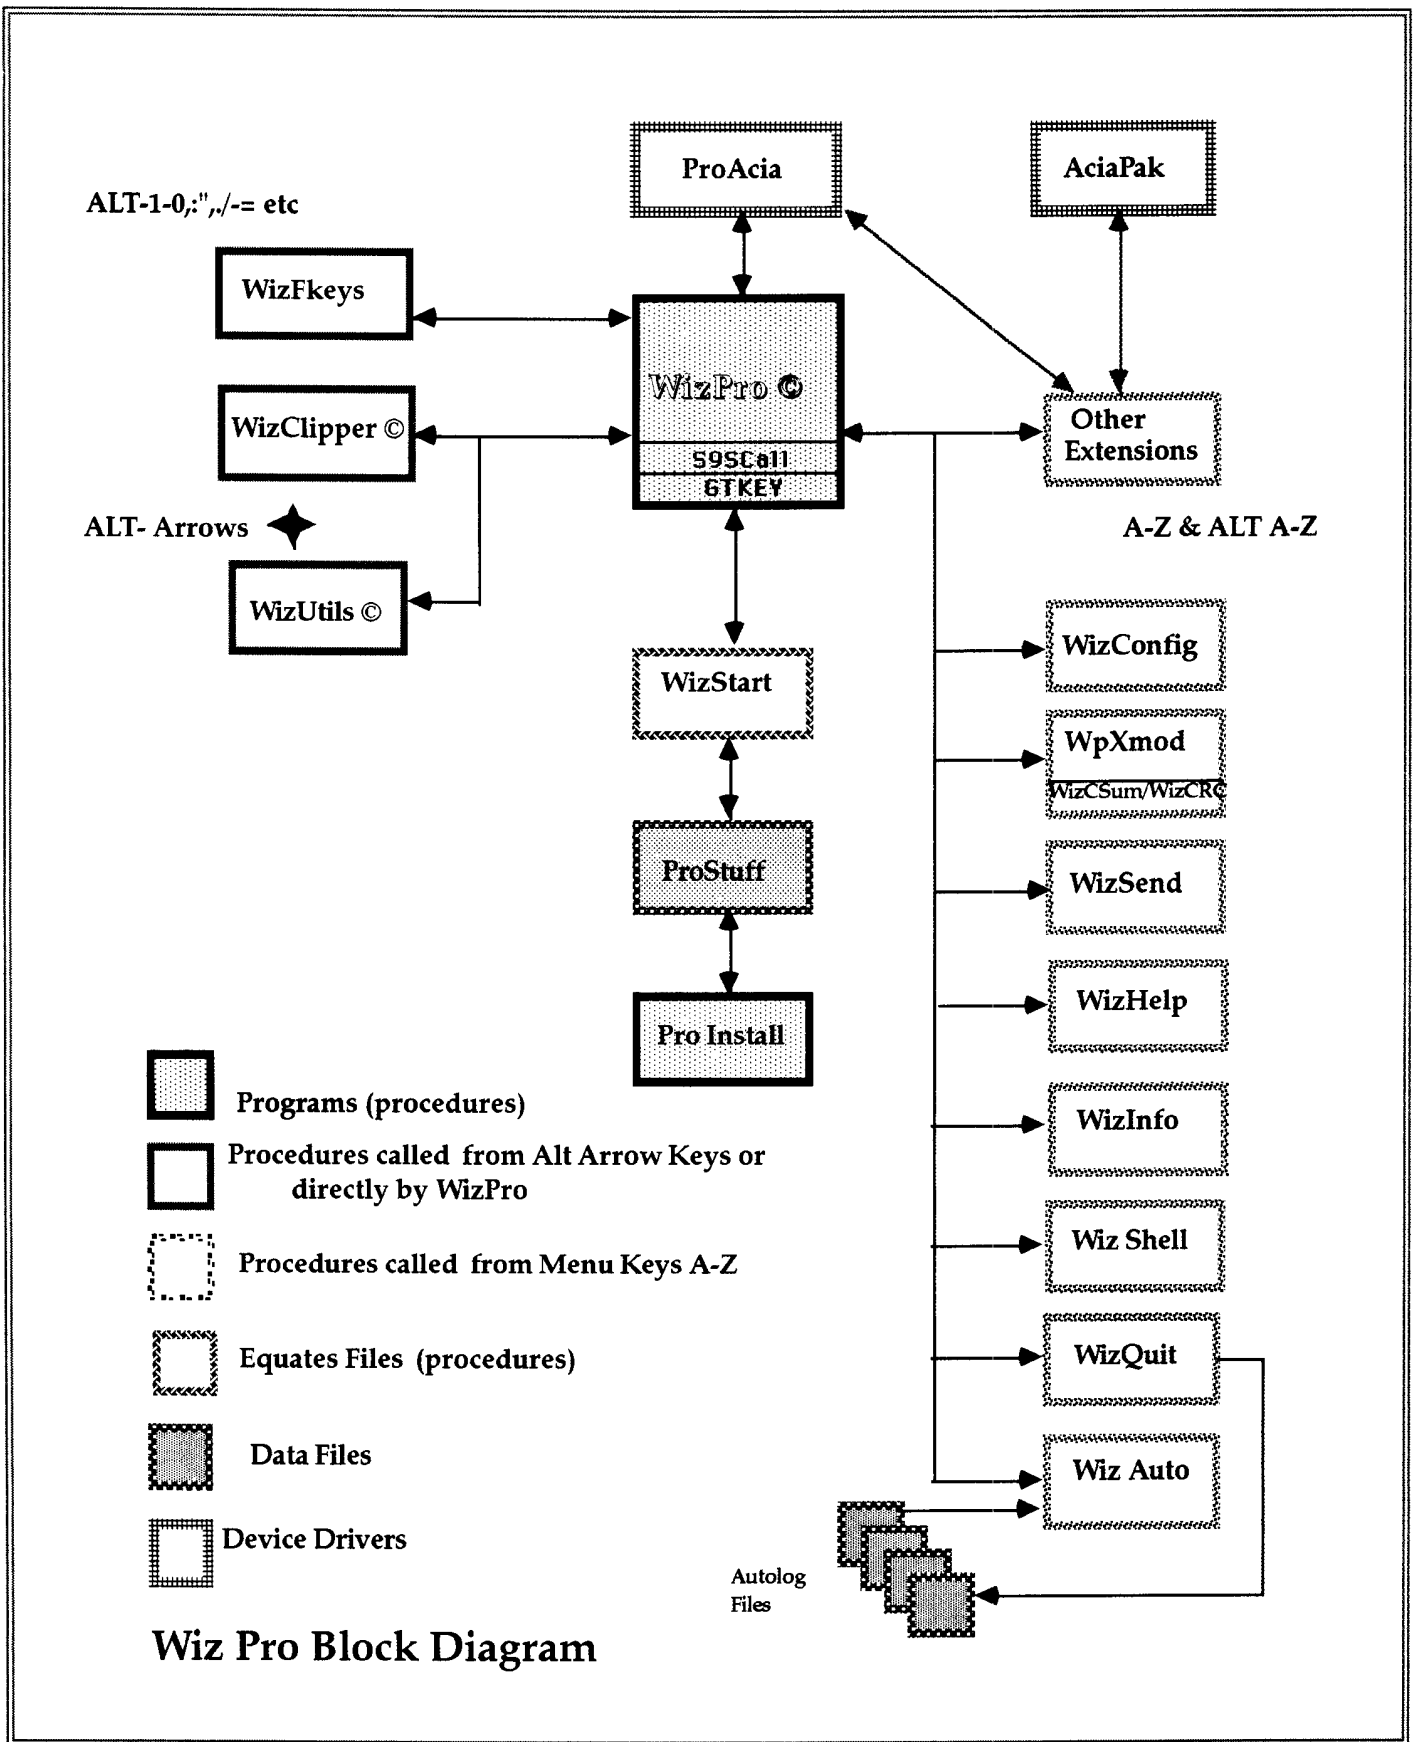 ProAcia
AciaPak
ALT-1-0,:",./-= etc
WizFkeys
WizPro ©
S9SCall
GTKEY
WizClipper ©
Other
Extensions
ALT- Arrows
A-Z & ALT A-Z
WizUtils ©
WizStart
WizConfig
WpXmod
WizCSum/WizCRC
ProStuff
WizSend
WizHelp
Pro Install
WizInfo
Wiz Shell
WizQuit
Wiz Auto
Programs (procedures)
Procedures called from Alt Arrow Keys or
directly by WizPro
Procedures called from Menu Keys A-Z
Equates Files (procedures)
Data Files
Device Drivers
Autolog
Files
Wiz Pro Block Diagram